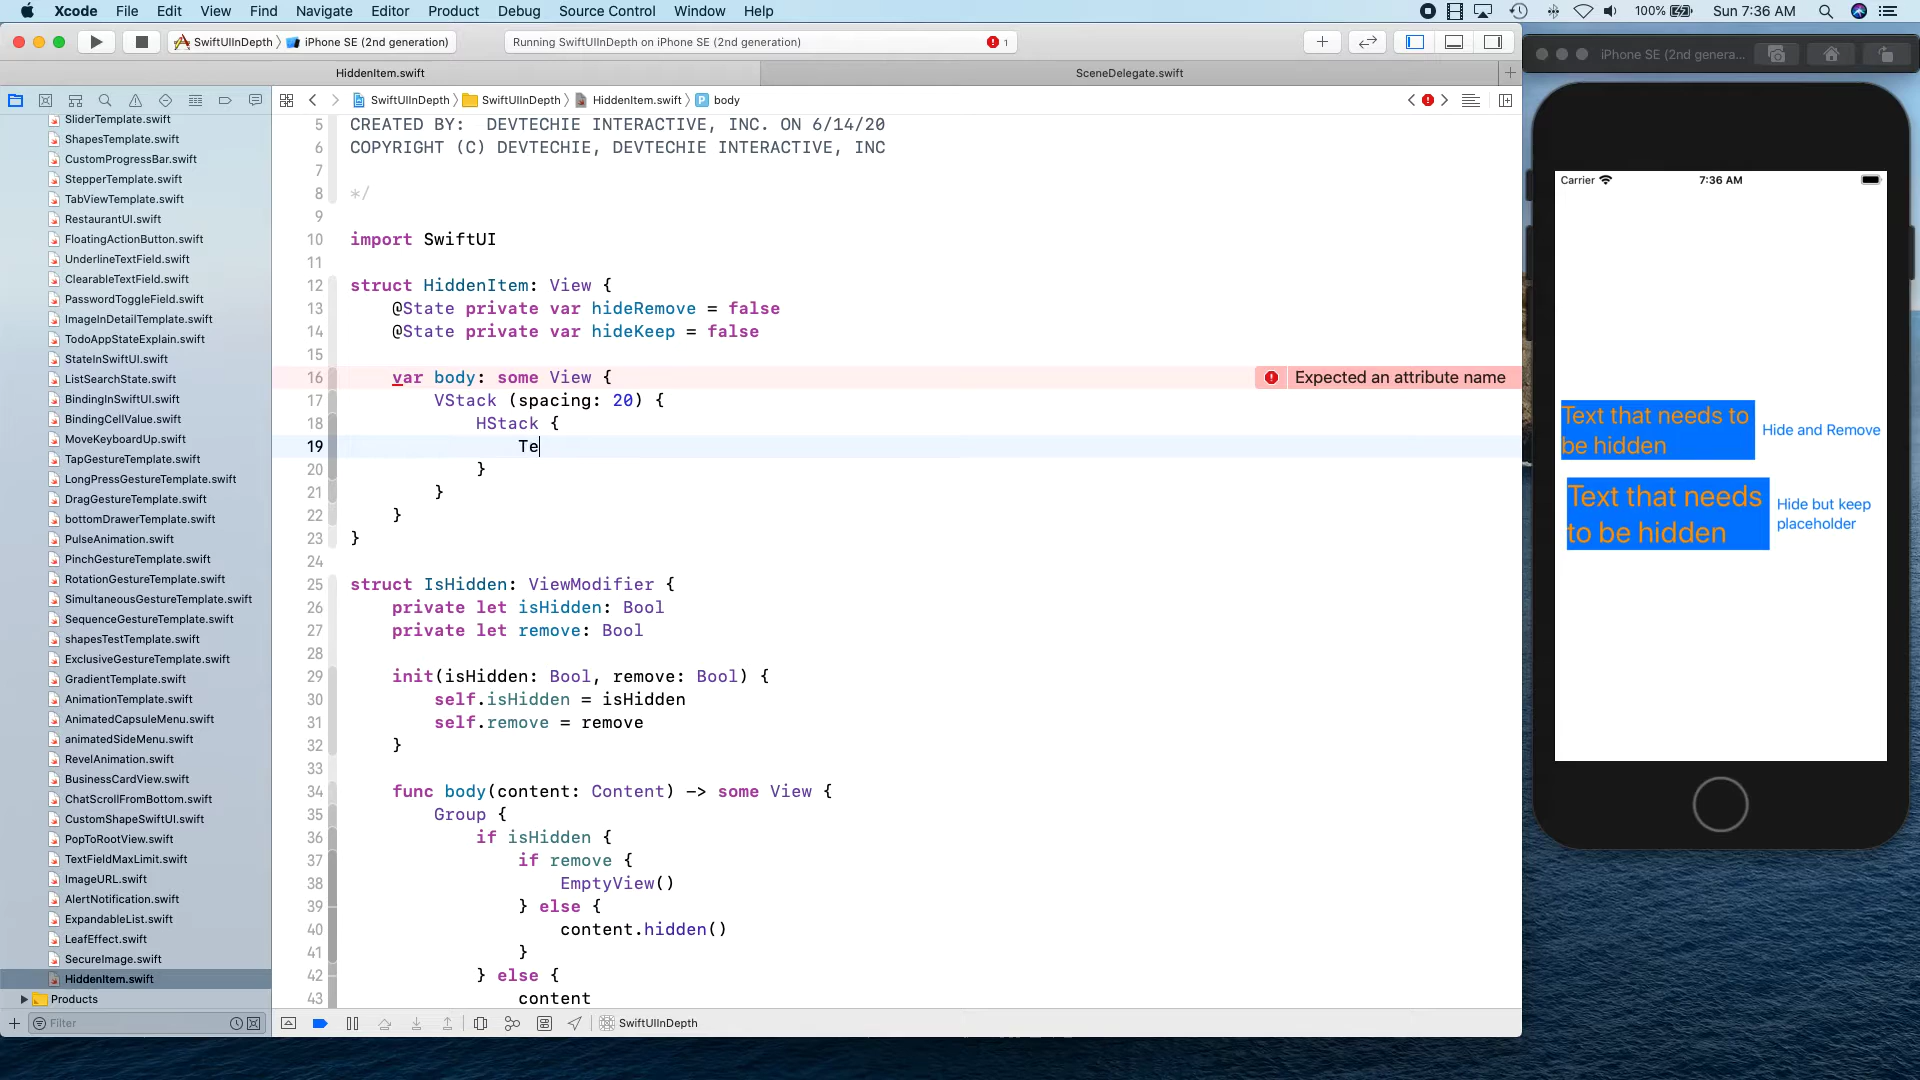 Xcode File Edit View Find Navigate Editor Product Debug Source Control Window Help 100% Sun 7:36 AM
SwiftUIInDepth iPhone SE (2nd generation) Running SwiftUIInDepth on iPhone SE (2nd generation) 1
iPhone SE (2nd genera...
HiddenItem.swift SceneDelegate.swift
SwiftUIInDepth SwiftUIInDepth HiddenItem.swift body
SliderTemplate.swift
ShapesTemplate.swift
CustomProgressBar.swift
StepperTemplate.swift
TabViewTemplate.swift
RestaurantUI.swift
FloatingActionButton.swift
UnderlineTextField.swift
ClearableTextField.swift
PasswordToggleField.swift
ImageInDetailTemplate.swift
TodoAppStateExplain.swift
StateInSwiftUI.swift
ListSearchState.swift
BindingInSwiftUI.swift
BindingCellValue.swift
MoveKeyboardUp.swift
TapGestureTemplate.swift
LongPressGestureTemplate.swift
DragGestureTemplate.swift
bottomDrawerTemplate.swift
PulseAnimation.swift
PinchGestureTemplate.swift
RotationGestureTemplate.swift
SimultaneousGestureTemplate.swift
SequenceGestureTemplate.swift
shapesTestTemplate.swift
ExclusiveGestureTemplate.swift
GradientTemplate.swift
AnimationTemplate.swift
AnimatedCapsuleMenu.swift
animatedSideMenu.swift
RevelAnimation.swift
BusinessCardView.swift
ChatScrollFromBottom.swift
CustomShapeSwiftUI.swift
PopToRootView.swift
TextFieldMaxLimit.swift
ImageURL.swift
AlertNotification.swift
ExpandableList.swift
LeafEffect.swift
SecureImage.swift
HiddenItem.swift
Products
Filter
5 CREATED BY: DEVTECHIE INTERACTIVE, INC. ON 6/14/20
6 COPYRIGHT (C) DEVTECHIE, DEVTECHIE INTERACTIVE, INC
7
8 */
9
10 import SwiftUI
11
12 struct HiddenItem: View {
13 @State private var hideRemove = false
14 @State private var hideKeep = false
15
16 var body: some View { Expected an attribute name
17 VStack (spacing: 20) {
18 HStack {
19 Te
20 }
21 }
22 }
23 }
24
25 struct IsHidden: ViewModifier {
26 private let isHidden: Bool
27 private let remove: Bool
28
29 init(isHidden: Bool, remove: Bool) {
30 self.isHidden = isHidden
31 self.remove = remove
32 }
33
34 func body(content: Content) -> some View {
35 Group {
36 if isHidden {
37 if remove {
38 EmptyView()
39 } else {
40 content.hidden()
41 }
42 } else {
43 content
SwiftUIInDepth
Carrier 7:36 AM
Text that needs to
be hidden
Hide and Remove
Text that needs
to be hidden
Hide but keep
placeholder